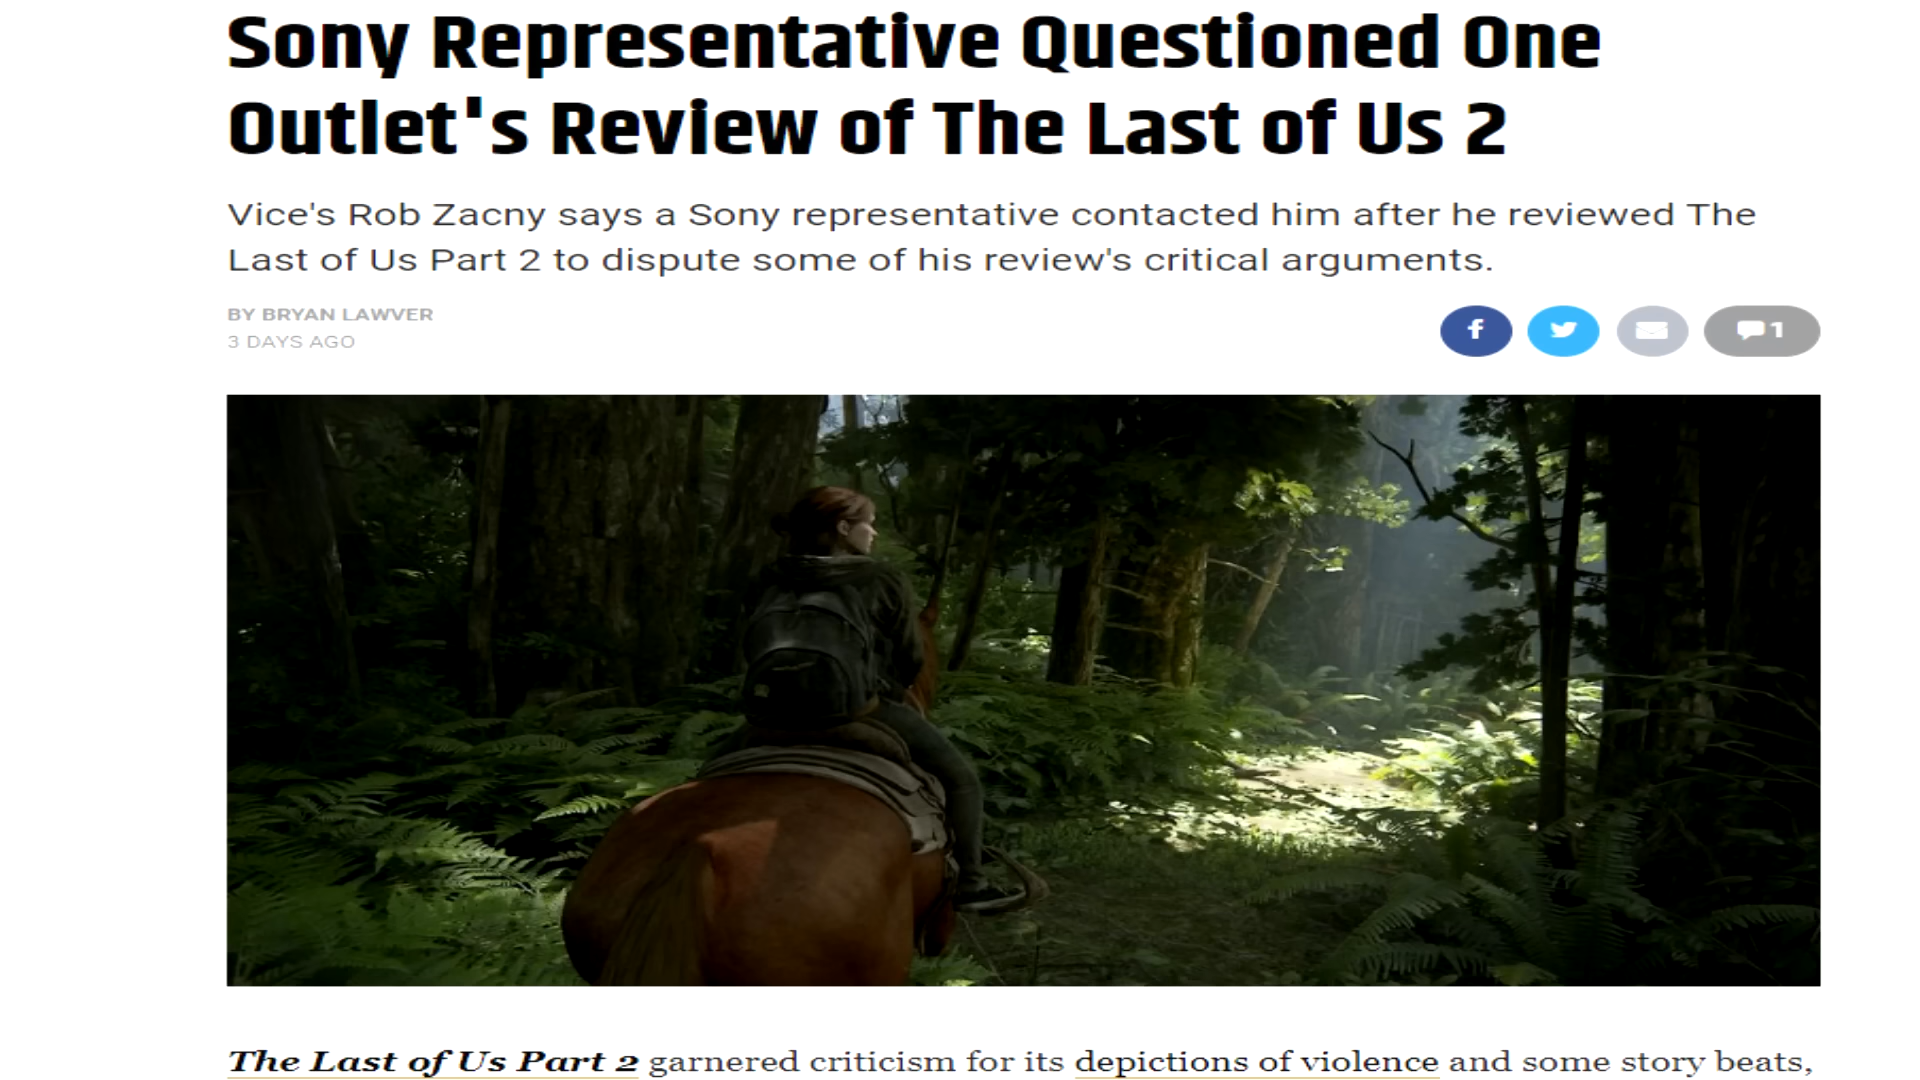 Sony Representative Questioned One
Outlet's Review of The Last of Us 2
Vice's Rob Zacny says a Sony representative contacted him after he reviewed The
Last of Us Part 2 to dispute some of his review's critical arguments.
BY BRYAN LAWVER
3 DAYS AGO
f
1
The Last of Us Part 2 garnered criticism for its depictions of violence and some story beats,